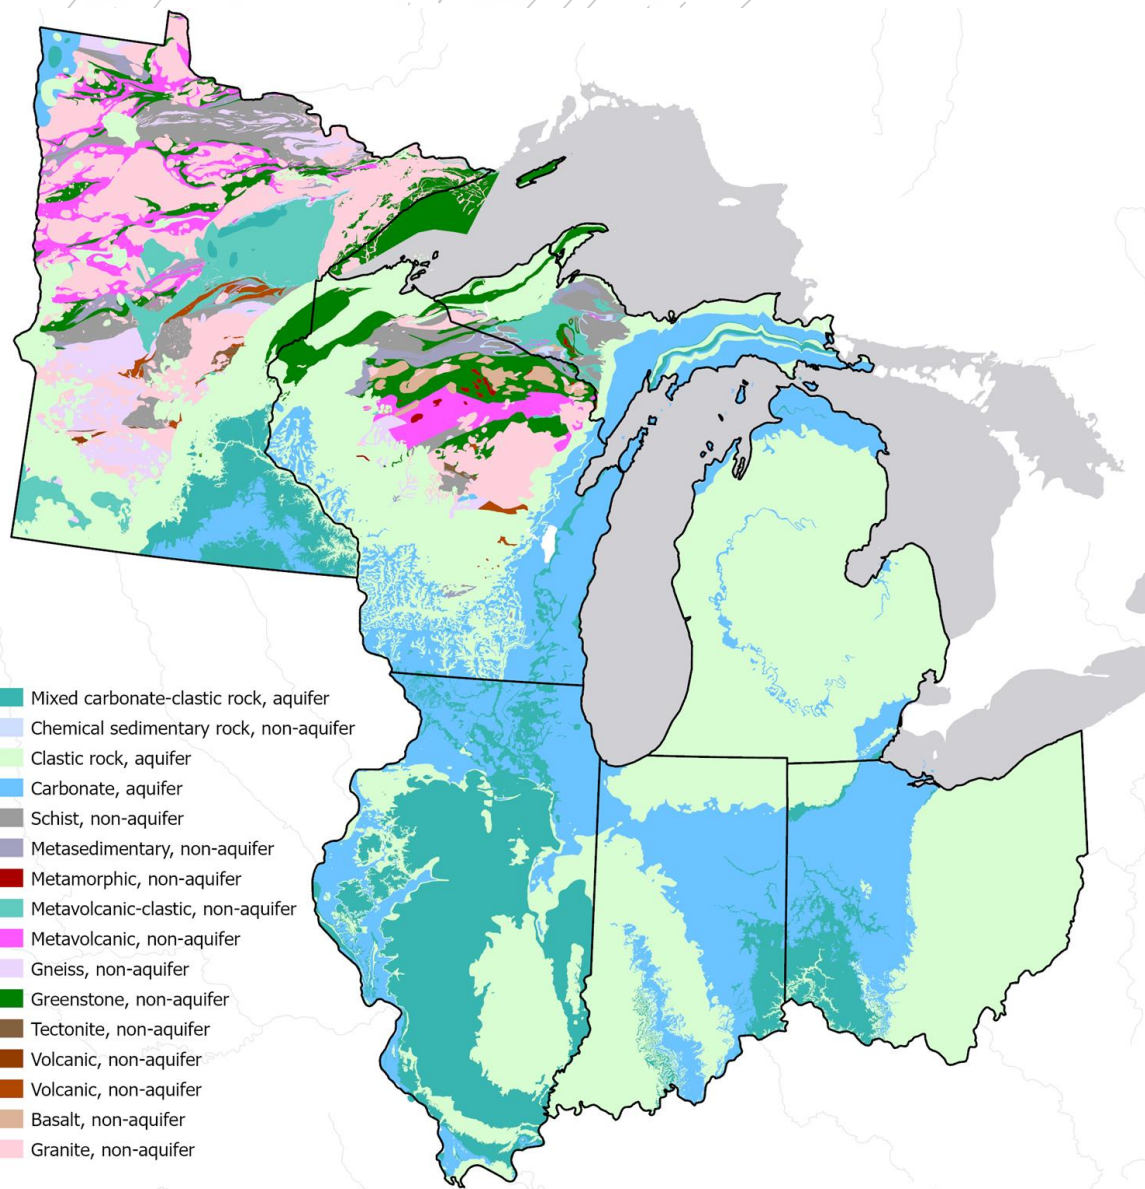 Mixed carbonate-clastic rock, aquifer
Chemical sedimentary rock, non-aquifer
Clastic rock, aquifer
Carbonate, aquifer
Schist, non-aquifer
Metasedimentary, non-aquifer
Metamorphic, non-aquifer
Metavolcanic-clastic, non-aquifer
Metavolcanic, non-aquifer
Gneiss, non-aquifer
Greenstone, non-aquifer
Tectonite, non-aquifer
Volcanic, non-aquifer
Volcanic, non-aquifer
Basalt, non-aquifer
Granite, non-aquifer